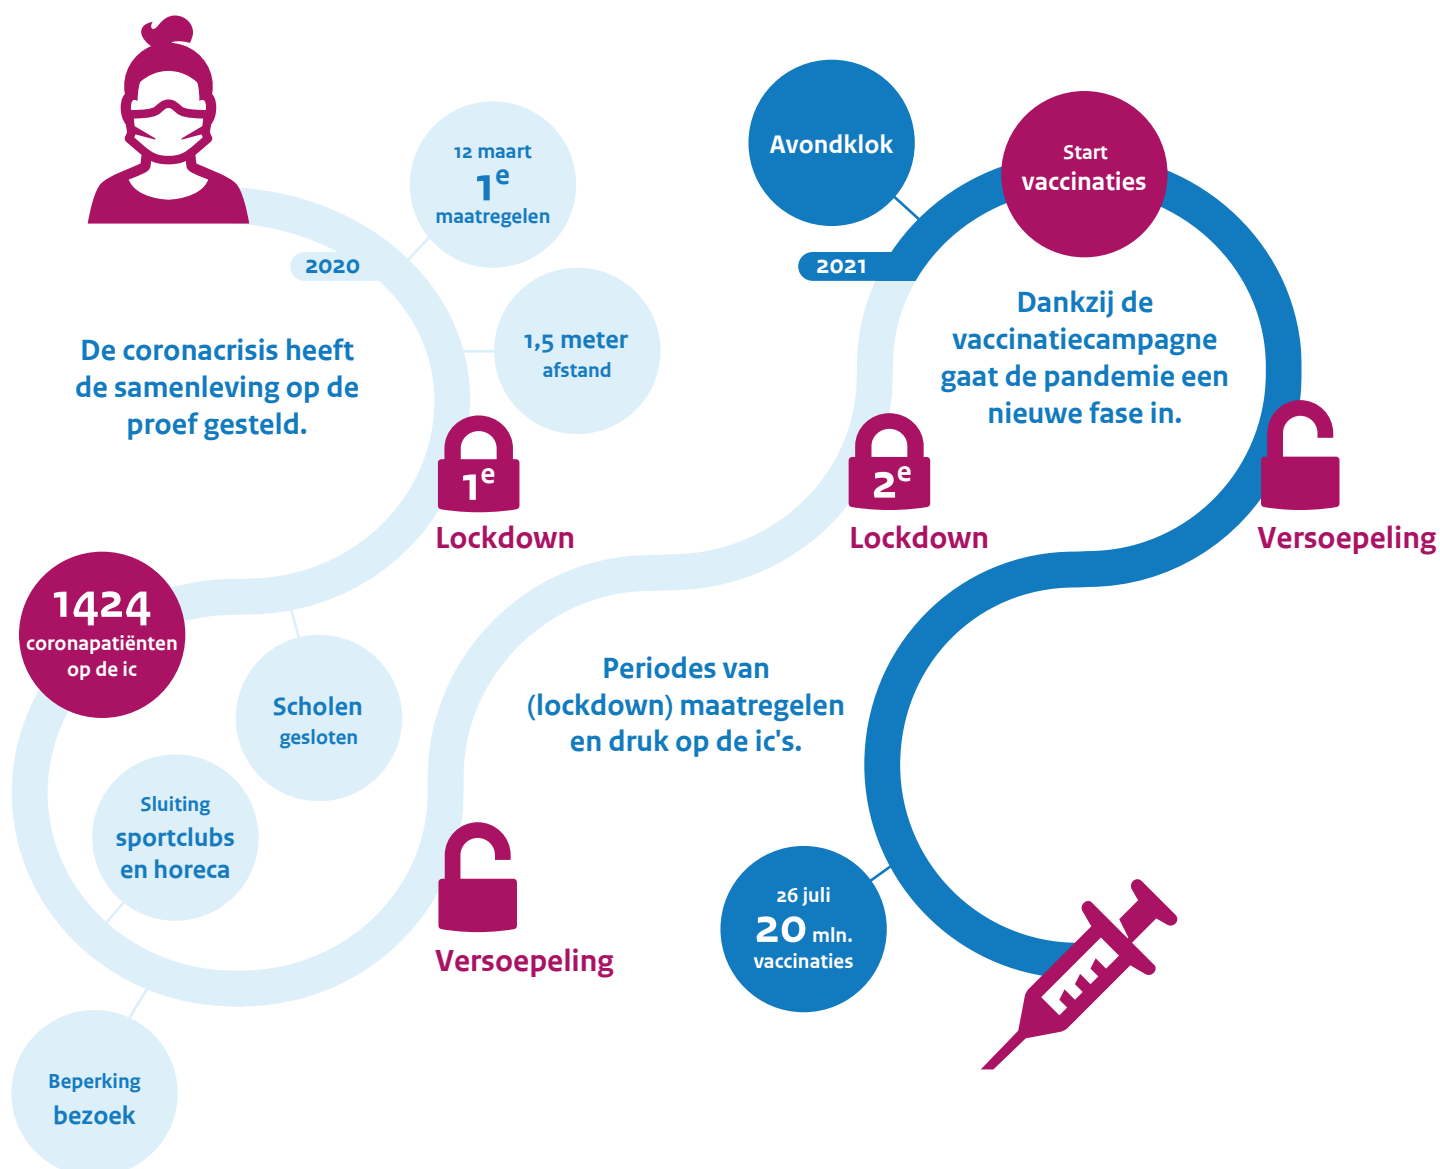 12 maart
1e
maatregelen
2020
1,5 meter
afstand
De coronacrisis heeft
de samenleving op de
proef gesteld.
1e
Lockdown
1424
coronapatiënten
op de ic
Scholen
gesloten
Sluiting
sportclubs
en horeca
Beperking
bezoek
Versoepeling
Periodes van
(lockdown) maatregelen
en druk op de ic's.
2e
Lockdown
2021
Avondklok
Start
vaccinaties
Dankzij de
vaccinatiecampagne
gaat de pandemie een
nieuwe fase in.
Versoepeling
26 juli
20 mln.
vaccinaties